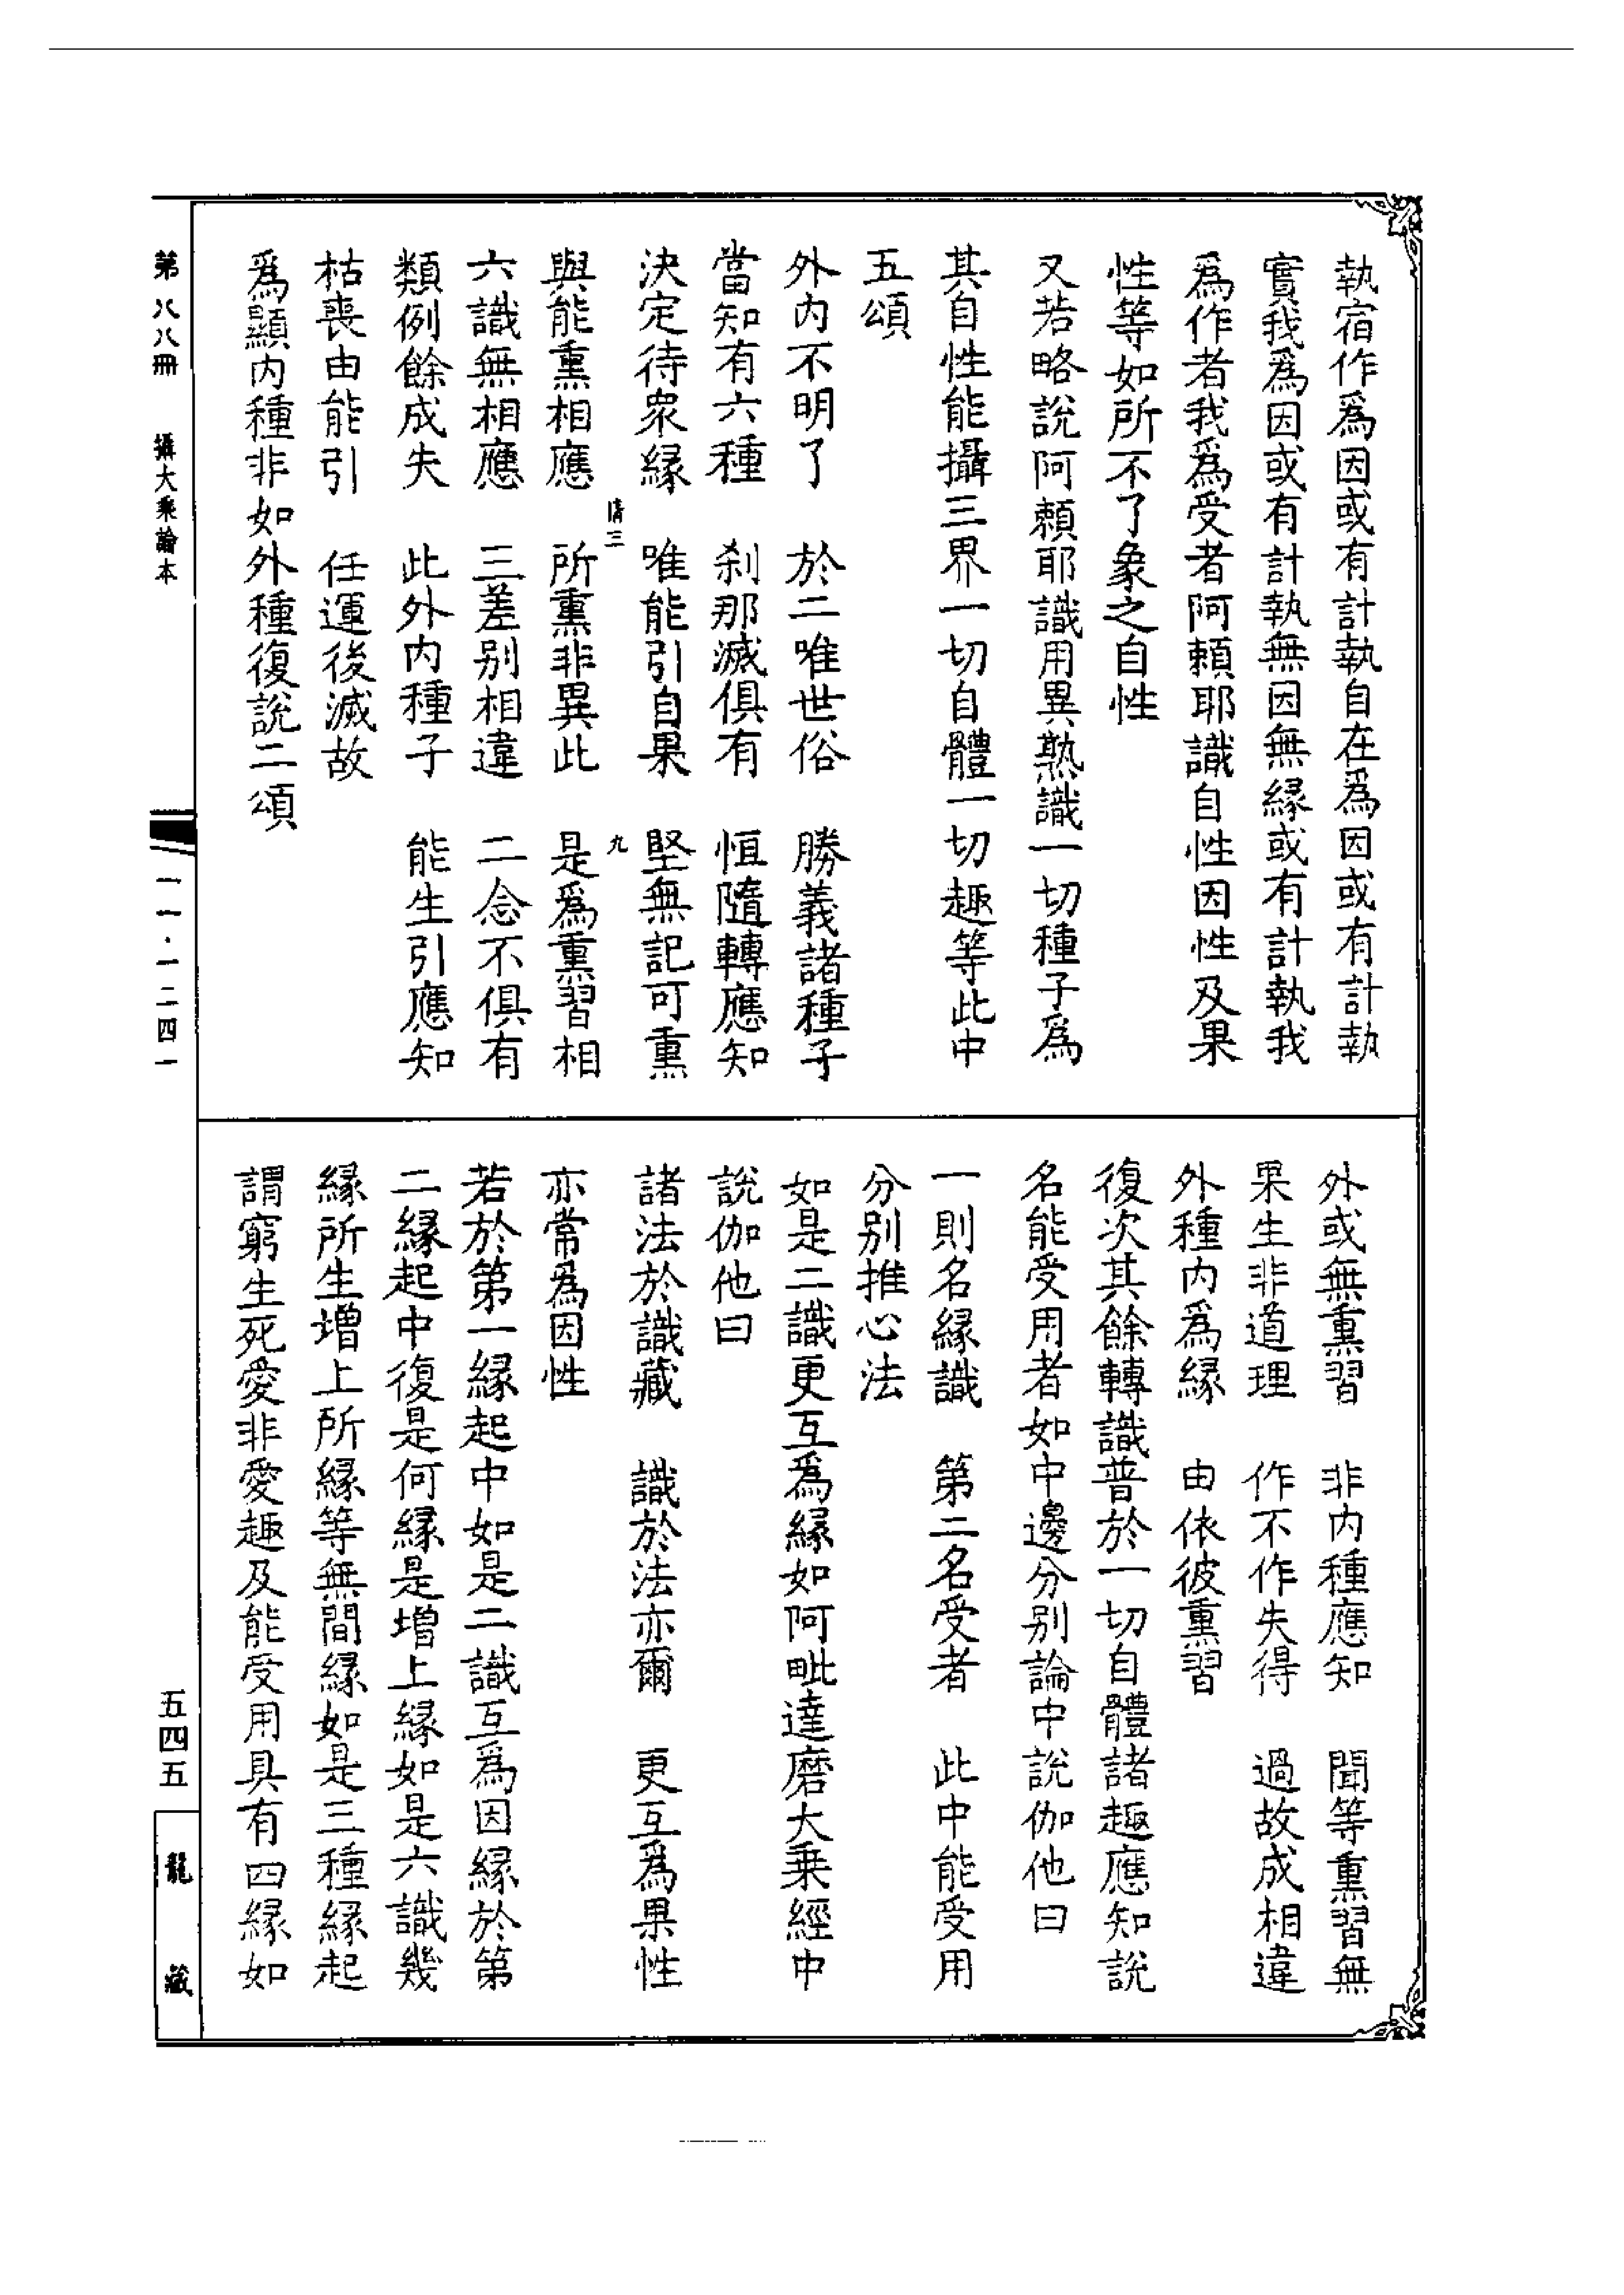 執宿作爲因或有計執自在爲因或有計執
實我爲因或有計執無因無緣或有計執我
爲作者我爲受者阿賴耶識自性因性及果
性等如所不了象之自性
又若略說阿賴耶識用異熟識一切種子爲
其自性能攝三界一切自體一切趣等此中
五頌
外內不明了　於二唯世俗　勝義諸種子
當知有六種　刹那滅俱有　恒隨轉應知
決定待衆緣　唯能引自果　堅無記可熏
情三　九
與能熏相應　所熏非異此　是爲熏習相
六識無相應　三差別相違　二念不俱有
類例餘成失　此外內種子　能生引應知
枯喪由能引　任運後滅故
爲顯內種非如外種復說二頌
外或無熏習　非內種應知　聞等熏習無
果生非道理　作不作失得　過故成相違
外種內爲緣　由依彼熏習
復次其餘轉識普於一切自體諸趣應知說
名能受用者如中邊分别論中說伽他曰
一則名緣識　第二名受者　此中能受用
分别推心法
如是二識更互爲緣如阿毗達磨大乘經中
說伽他曰
諸法於識藏　識於法亦爾　更互爲果性
亦常爲因性
若於第一緣起中如是二識互爲因緣於第
二緣起中復是何緣是增上緣如是六識幾
緣所生增上所緣等無間緣如是三種緣起
謂窮生死愛非愛趣及能受用具有四緣如
第八八冊　攝大乘論本
一一·一二四一
五四五
龍藏